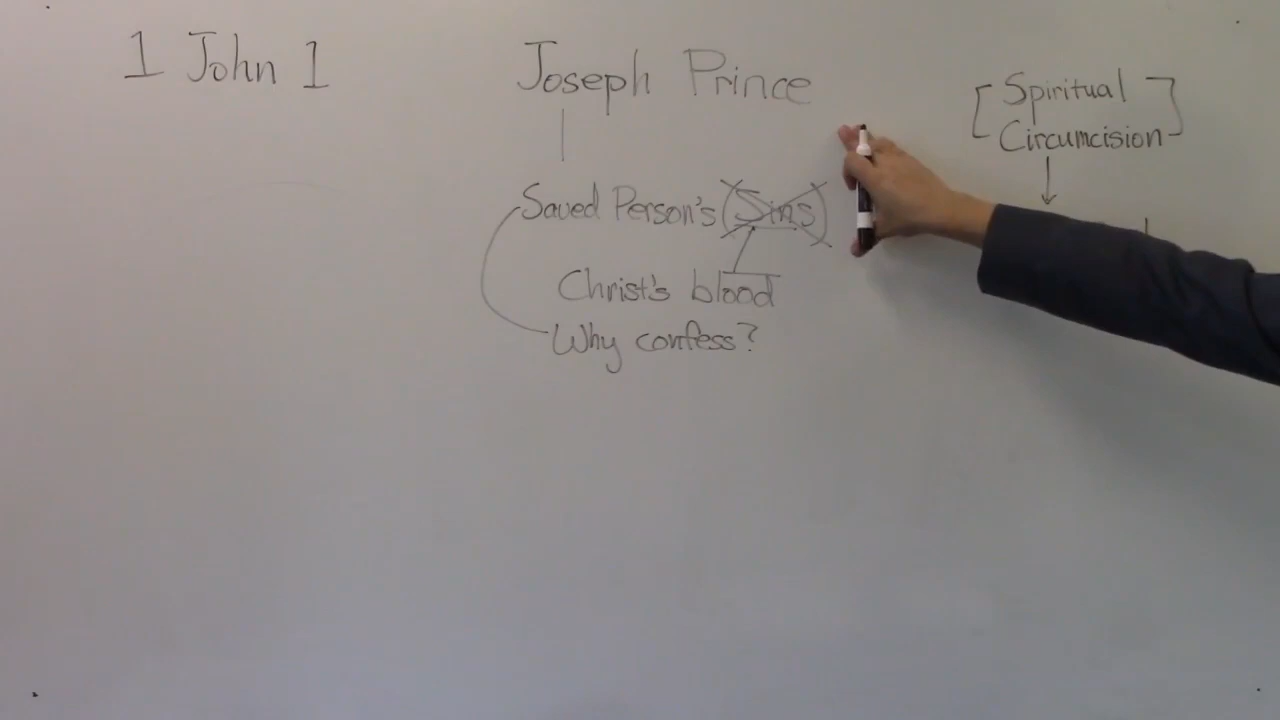 1 John 1
Joseph Prince
Saved Person's (Sins)
Christ's blood
Why confess?
[Spiritual
Circumcision]